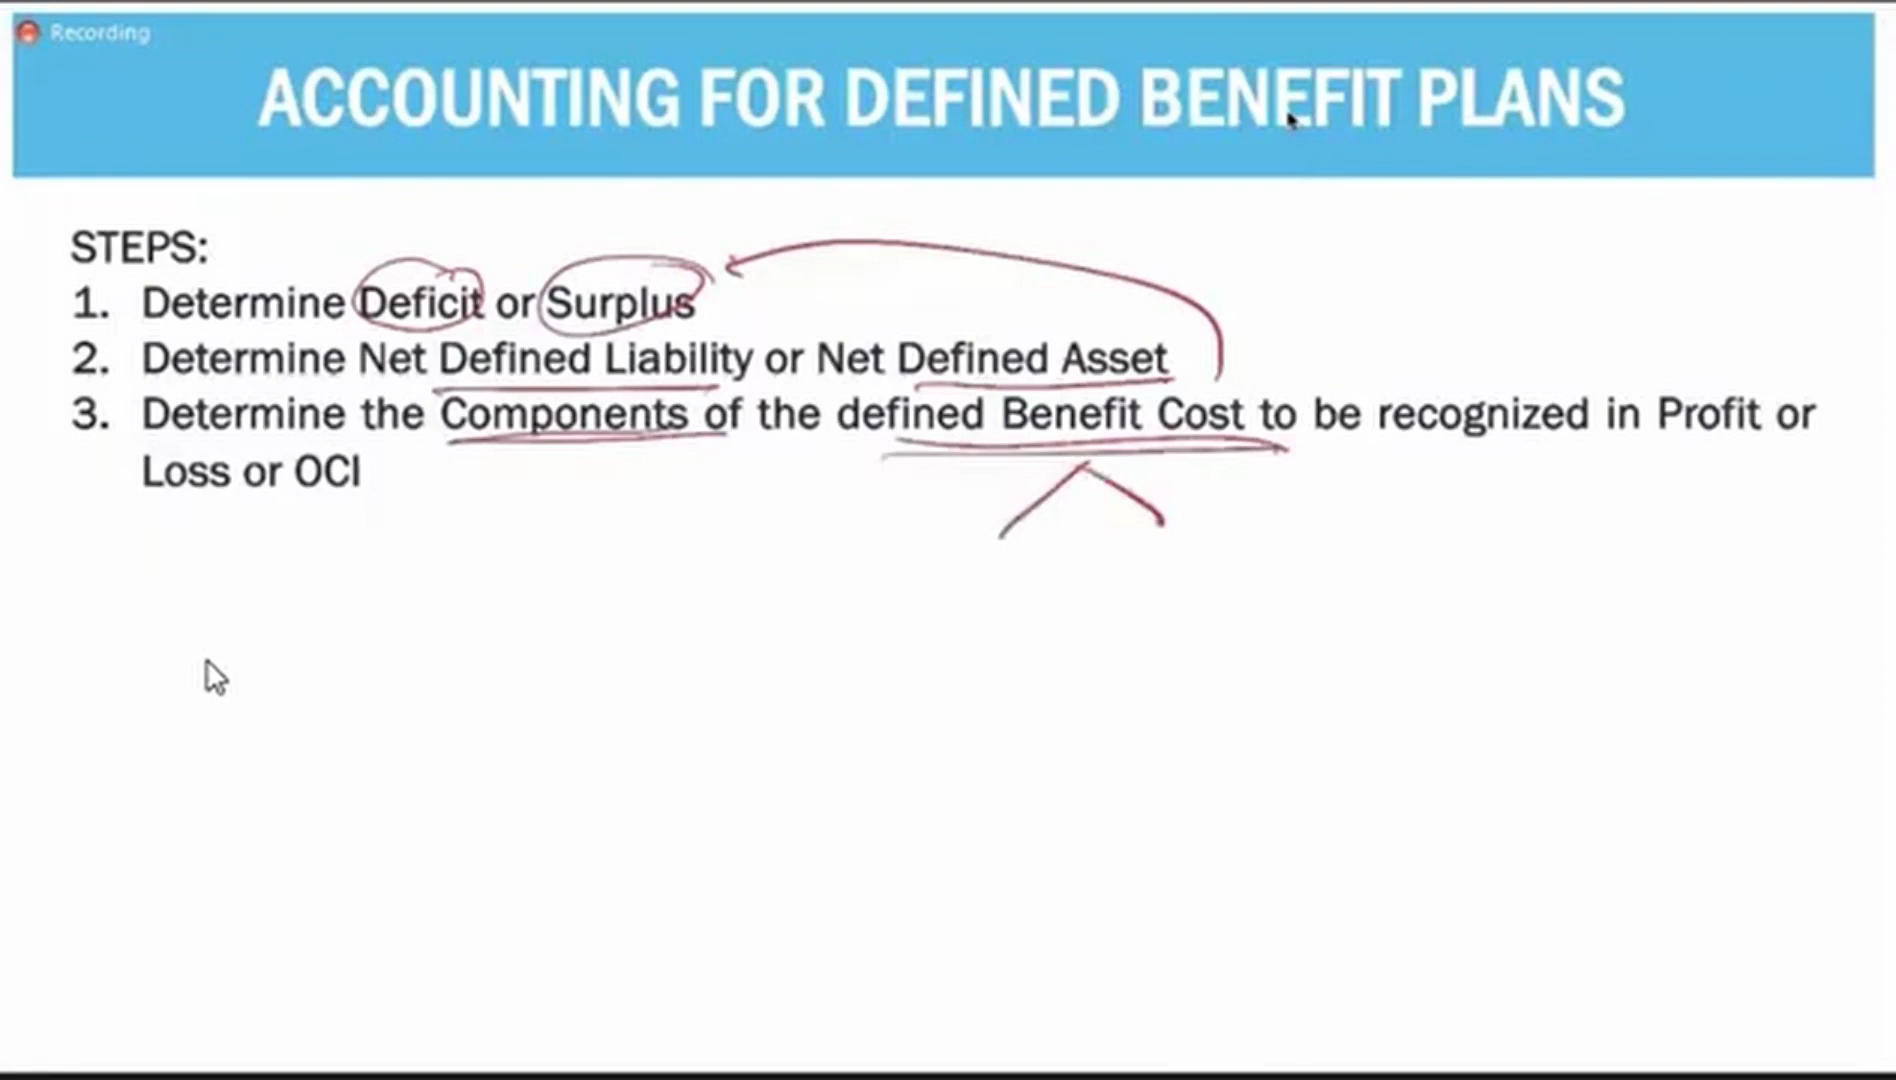 Recording
ACCOUNTING FOR DEFINED BENEFIT PLANS
STEPS:
1. Determine Deficit or Surplus
2. Determine Net Defined Liability or Net Defined Asset
3. Determine the Components of the defined Benefit Cost to be recognized in Profit or
Loss or OCI